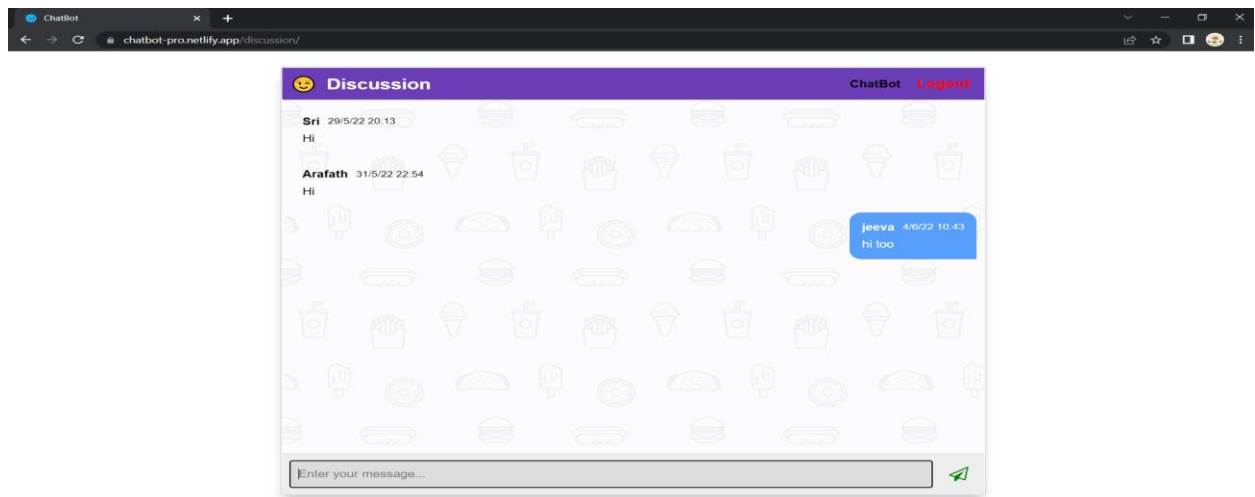 ChatBot
chatbot-pro.netlify.app/discussion/
Discussion ChatBot Logout
Sri 29/5/22 20:13
Hi
Arafath 31/5/22 22:54
Hi
jeeva 4/6/22 10:43
hi too
Enter your message...